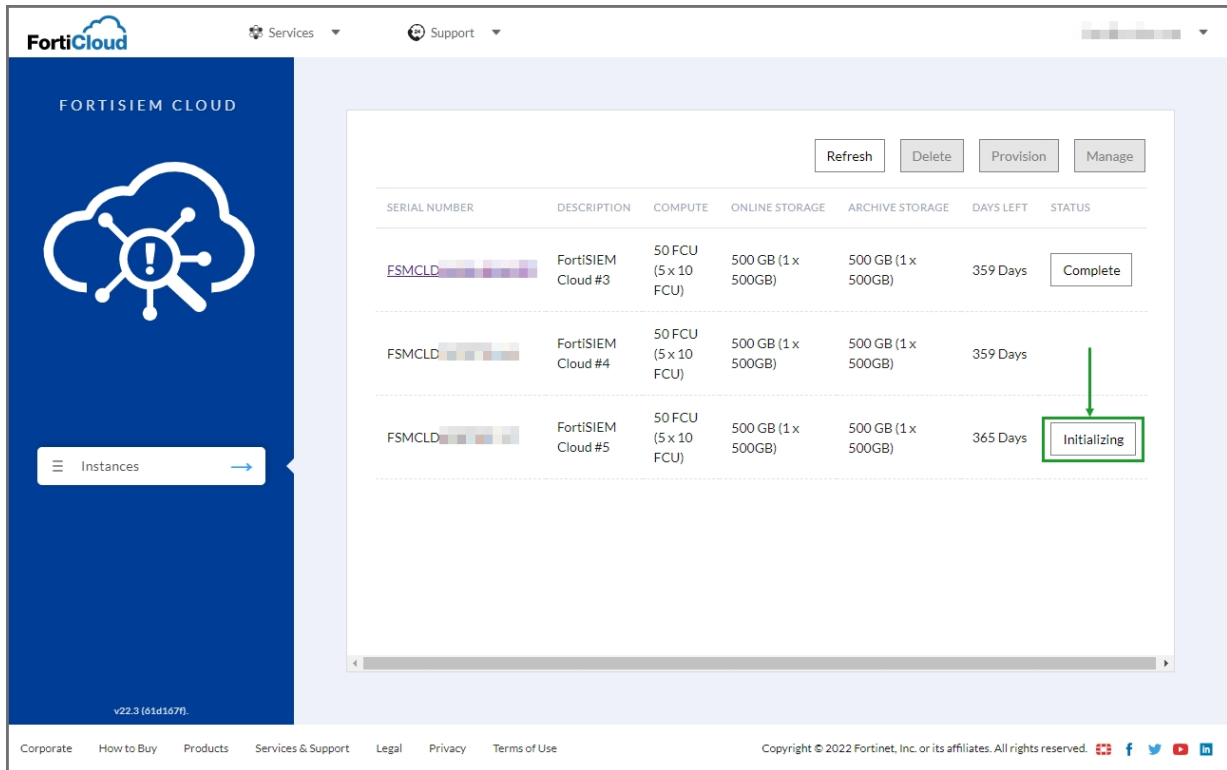 FortiCloud
Services
Support
FORTISIEM CLOUD
Instances
v22.3 (61d167f).
Refresh
Delete
Provision
Manage
SERIAL NUMBER DESCRIPTION COMPUTE ONLINE STORAGE ARCHIVE STORAGE DAYS LEFT STATUS
FSMCLD
FortiSIEM
Cloud #3
50 FCU
(5 x 10
FCU)
500 GB (1 x
500GB)
500 GB (1 x
500GB)
359 Days
Complete
FSMCLD
FortiSIEM
Cloud #4
50 FCU
(5 x 10
FCU)
500 GB (1 x
500GB)
500 GB (1 x
500GB)
359 Days
FSMCLD
FortiSIEM
Cloud #5
50 FCU
(5 x 10
FCU)
500 GB (1 x
500GB)
500 GB (1 x
500GB)
365 Days
Initializing
Corporate How to Buy Products Services & Support Legal Privacy Terms of Use
Copyright © 2022 Fortinet, Inc. or its affiliates. All rights reserved.